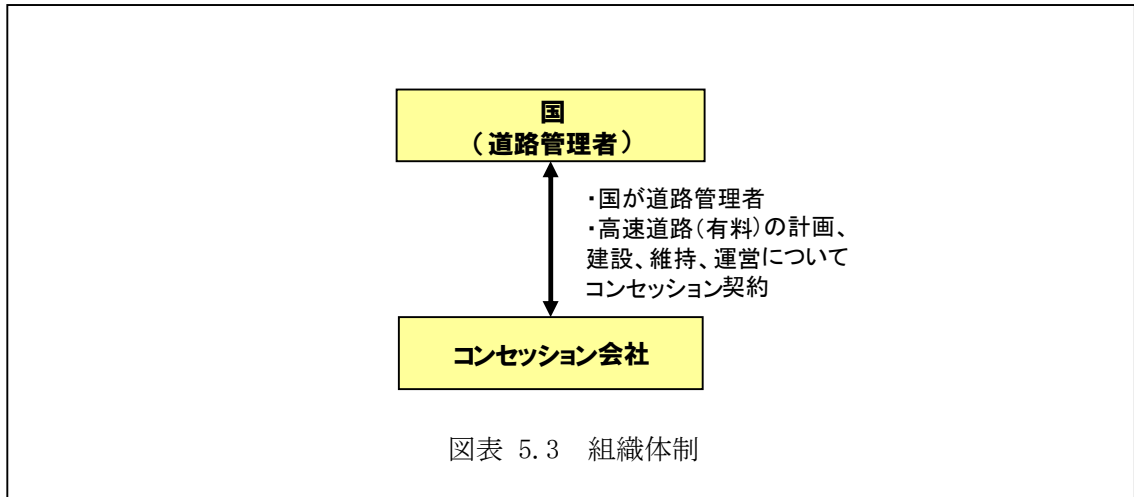 国
（道路管理者）
・国が道路管理者
・高速道路（有料）の計画、
建設、維持、運営について
コンセッション契約
コンセッション会社
図表 5.3　組織体制